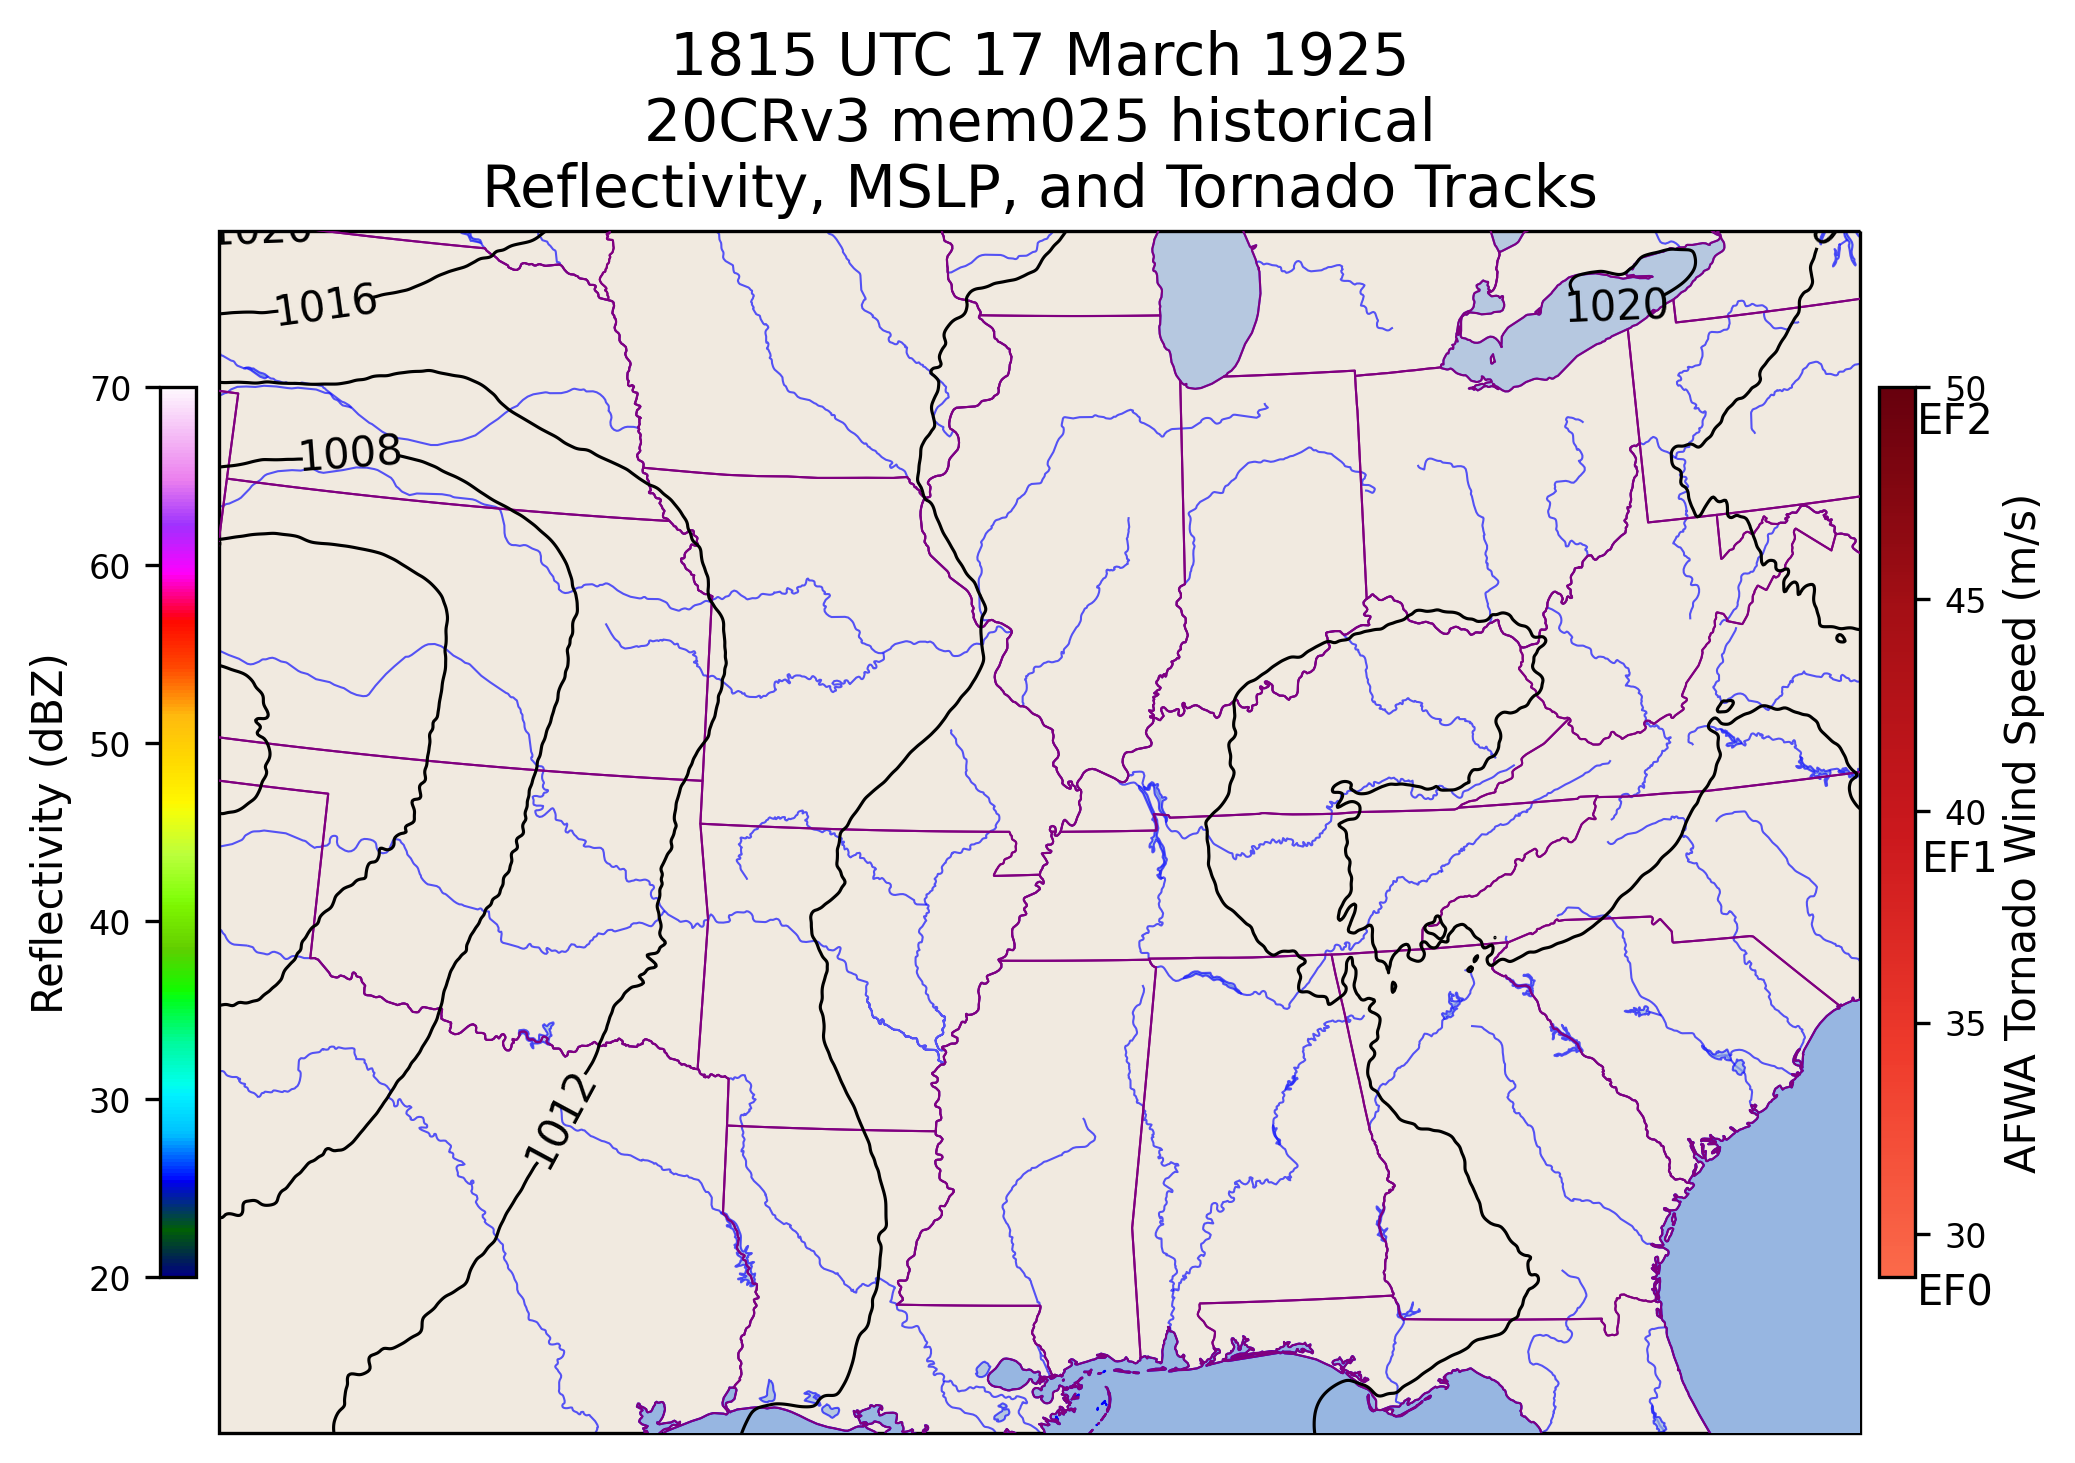 1815 UTC 17 March 1925
20CRv3 mem025 historical
Reflectivity, MSLP, and Tornado Tracks
1020
1016
1020
1008
1012
70
60
50
40
30
20
Reflectivity (dBZ)
50
EF2
45
40
EF1
35
30
EF0
AFWA Tornado Wind Speed (m/s)